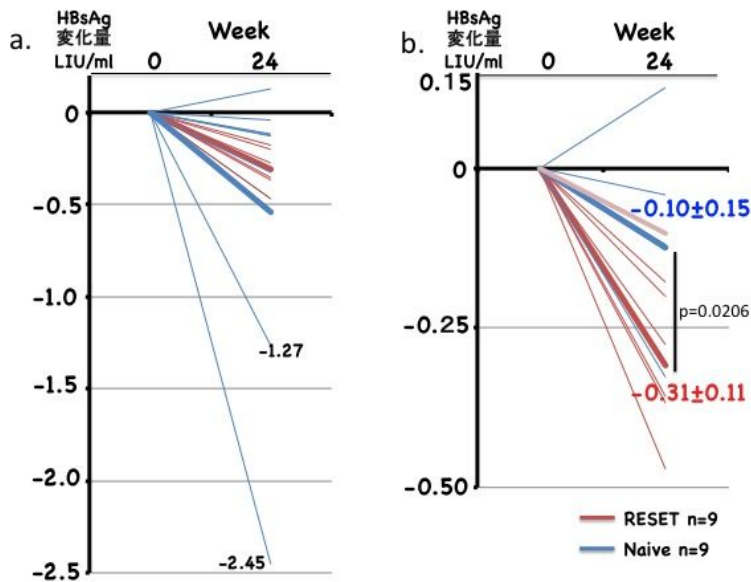 a.
HBsAg
変化量
LIU/ml
Week
0 24
0
-0.5
-1.0
-1.5
-2.0
-2.5
-1.27
-2.45
b.
HBsAg
変化量
LIU/ml
Week
0 24
0.15
0
-0.25
-0.50
-0.10±0.15
p=0.0206
-0.31±0.11
RESET n=9
Naive n=9